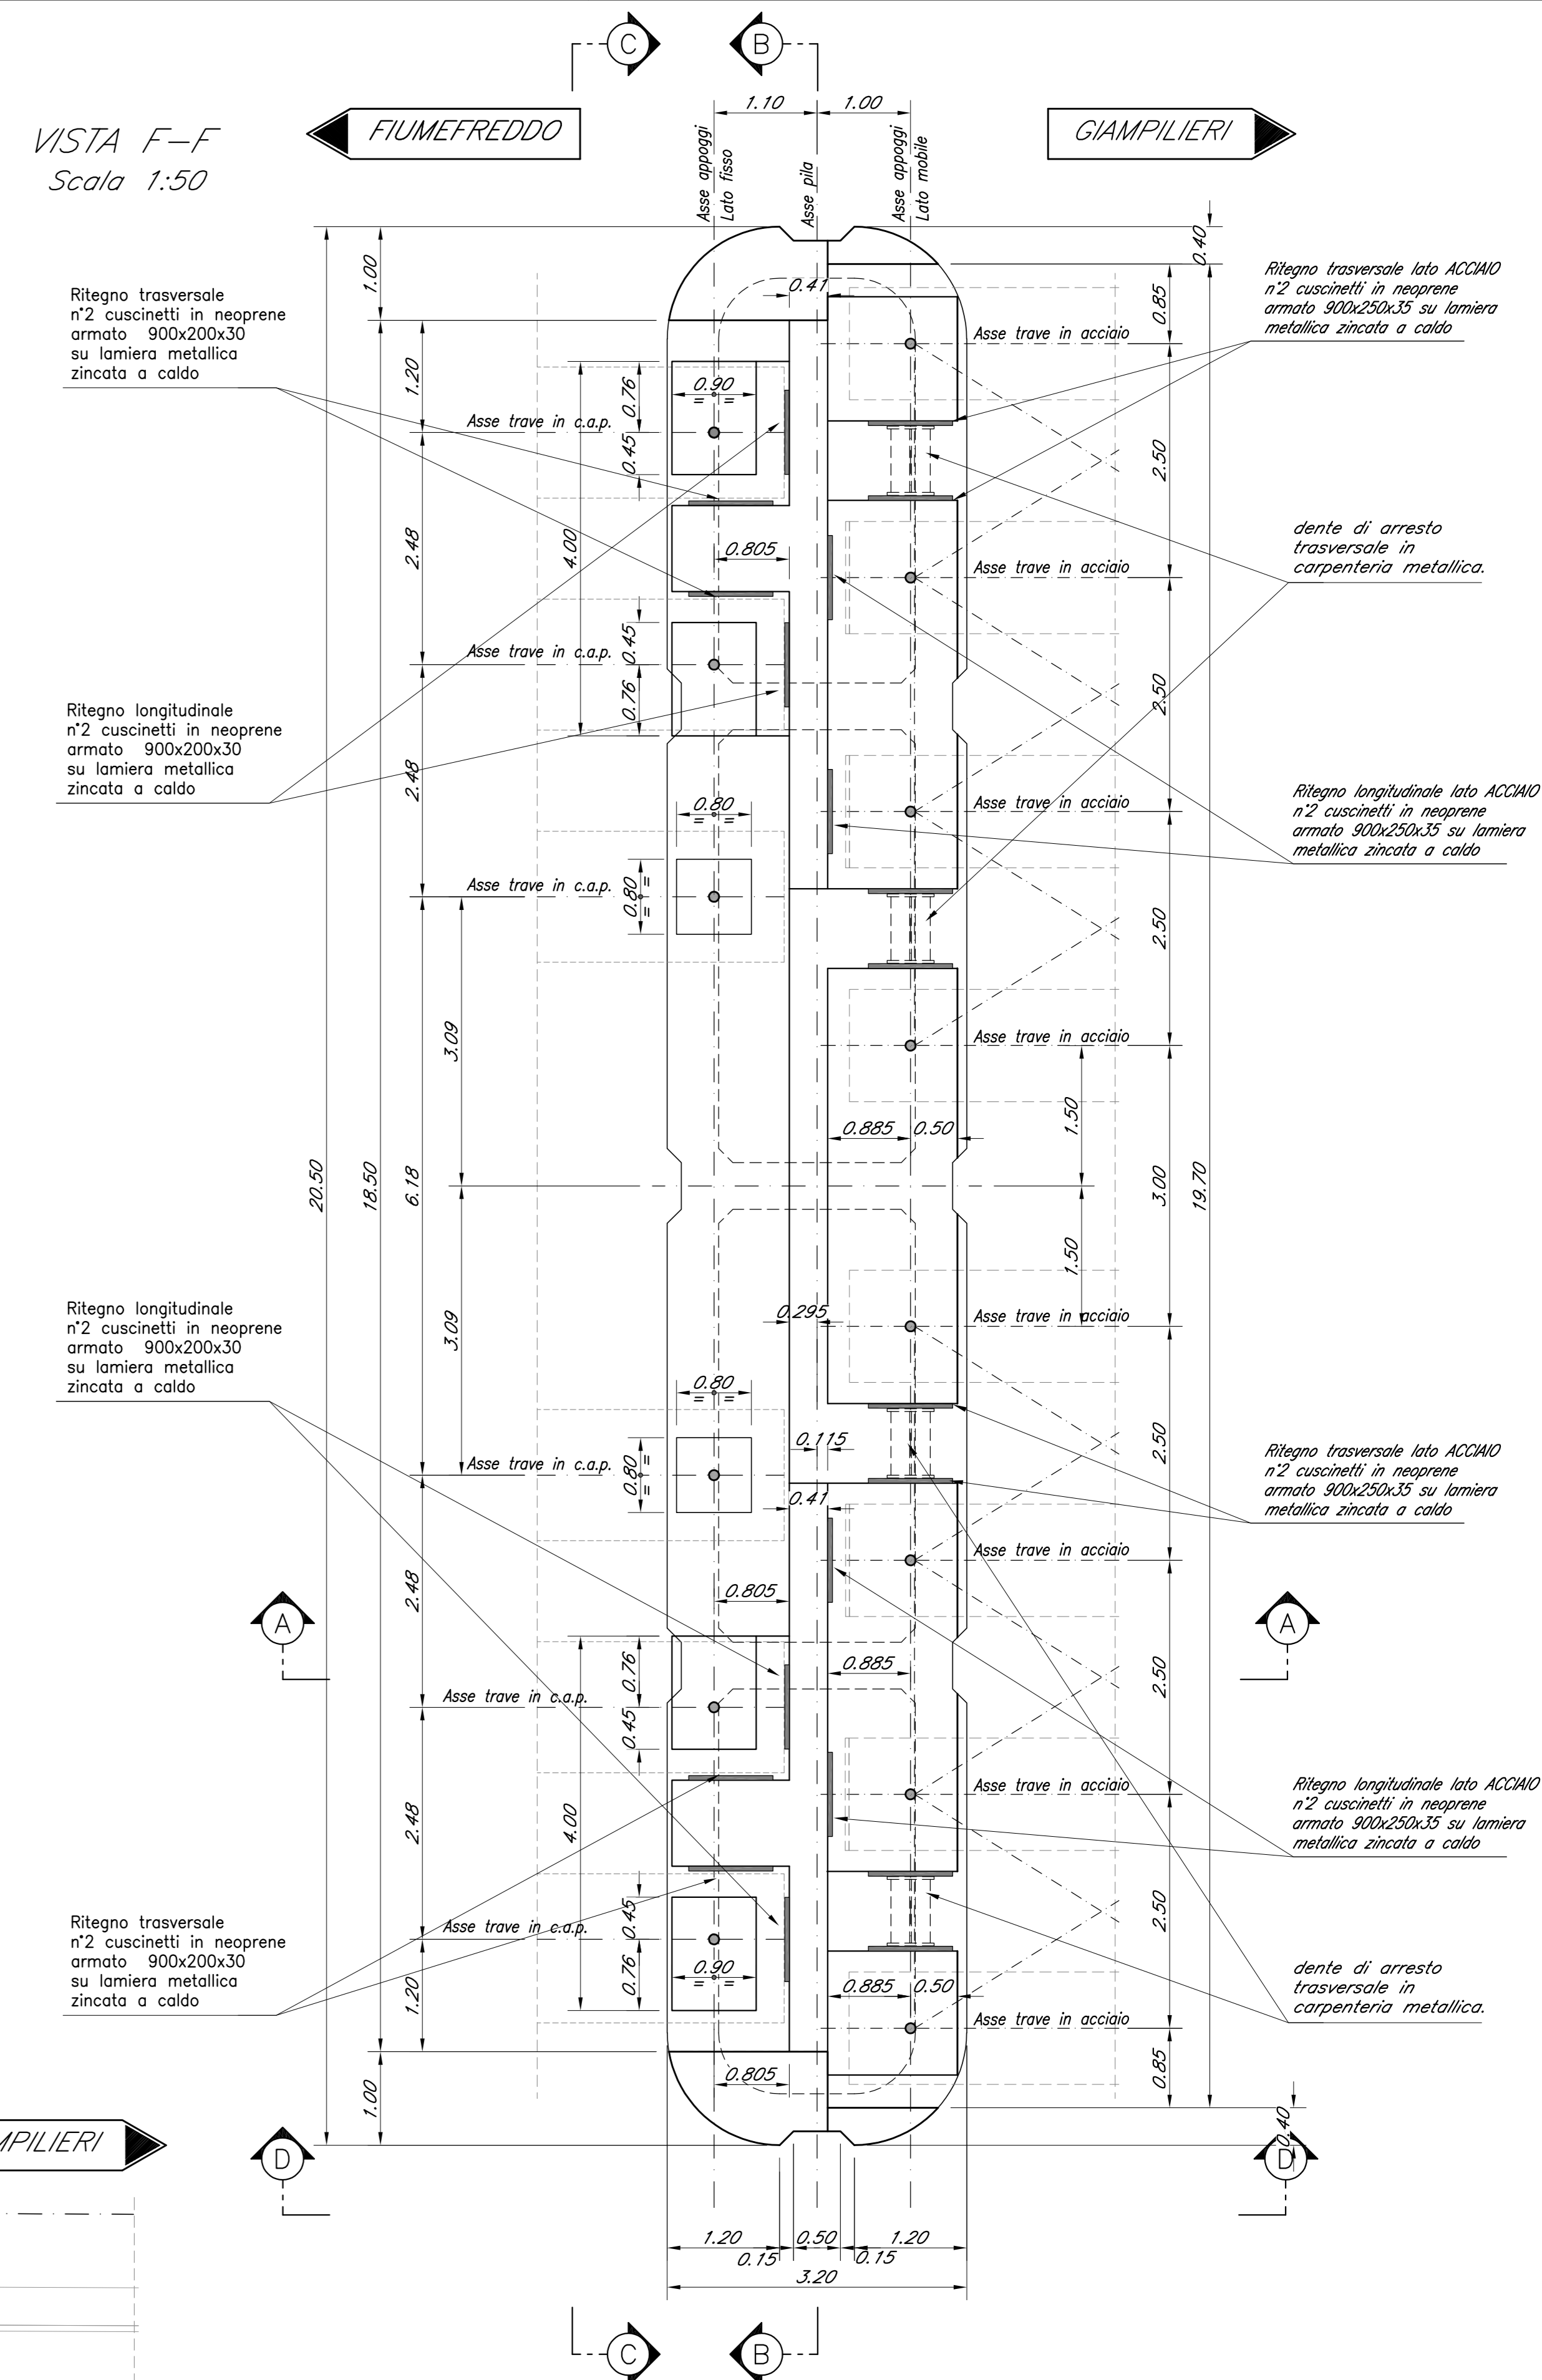 C
B
1.10
1.00
VISTA F-F
Scala 1:50
FIUMEFREDDO
GIAMPILIERI
Asse appoggi
Lato fisso
Asse pila
Asse appoggi
Lato mobile
Ritegno trasversale
n°2 cuscinetti in neoprene
armato 900x200x30
su lamiera metallica
zincata a caldo
Ritegno longitudinale
n°2 cuscinetti in neoprene
armato 900x200x30
su lamiera metallica
zincata a caldo
Ritegno longitudinale
n°2 cuscinetti in neoprene
armato 900x200x30
su lamiera metallica
zincata a caldo
Ritegno trasversale
n°2 cuscinetti in neoprene
armato 900x200x30
su lamiera metallica
zincata a caldo
20.50
1.00
18.50
1.00
1.20
2.48
2.48
6.18
2.48
2.48
1.20
3.09
3.09
4.00
4.00
0.76
0.45
0.45
0.76
0.80
= =
0.80
= =
0.76
0.45
0.45
0.76
0.90
= =
0.80
= =
0.80
= =
0.90
= =
Asse trave in c.a.p.
Asse trave in c.a.p.
Asse trave in c.a.p.
Asse trave in c.a.p.
Asse trave in c.a.p.
Asse trave in c.a.p.
0.41
0.805
0.885
0.50
0.295
0.115
0.41
0.805
0.885
0.885
0.50
0.805
Asse trave in acciaio
Asse trave in acciaio
Asse trave in acciaio
Asse trave in acciaio
Asse trave in acciaio
Asse trave in acciaio
Asse trave in acciaio
Asse trave in acciaio
1.50
1.50
0.85
2.50
2.50
2.50
3.00
2.50
2.50
2.50
0.85
0.40
19.70
0.40
Ritegno trasversale lato ACCIAIO
n°2 cuscinetti in neoprene
armato 900x250x35 su lamiera
metallica zincata a caldo
dente di arresto
trasversale in
carpenteria metallica.
Ritegno longitudinale lato ACCIAIO
n°2 cuscinetti in neoprene
armato 900x250x35 su lamiera
metallica zincata a caldo
Ritegno trasversale lato ACCIAIO
n°2 cuscinetti in neoprene
armato 900x250x35 su lamiera
metallica zincata a caldo
Ritegno longitudinale lato ACCIAIO
n°2 cuscinetti in neoprene
armato 900x250x35 su lamiera
metallica zincata a caldo
dente di arresto
trasversale in
carpenteria metallica.
A
A
MPILIERI
D
D
1.20
0.50
1.20
0.15
0.15
3.20
C
B